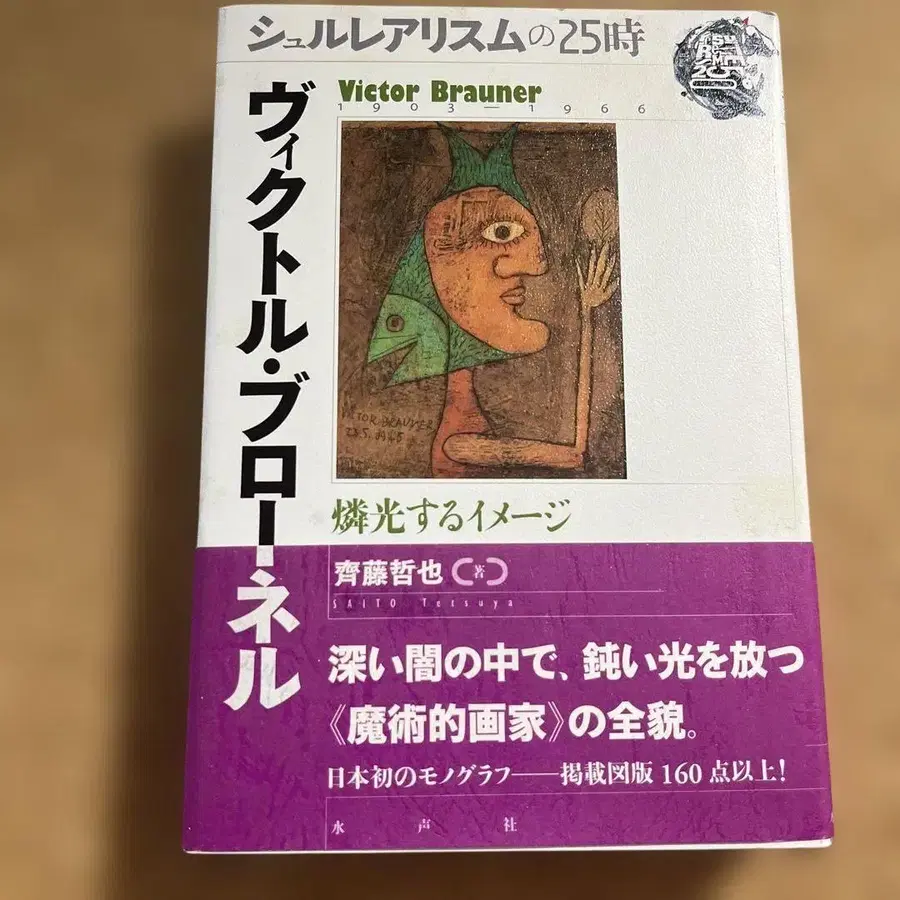 シュルレアリスムの25時
Victor Brauner
1903—1966
ヴィクトル・ブローネル
VICTOR BRAUNER
燐光するイメージ
齊藤哲也 著
SAITO Tetsuya
深い闇の中で、鈍い光を放つ
《魔術的画家》の全貌。
日本初のモノグラフ——掲載図版160点以上!
水声社